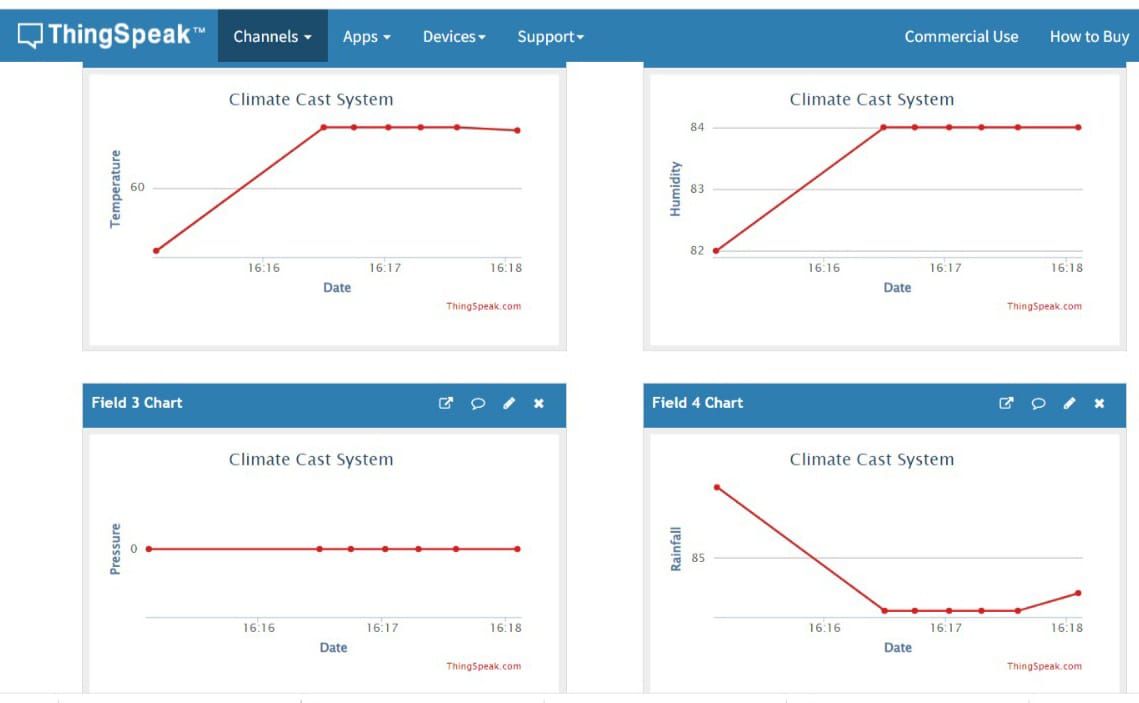 ThingSpeak™ Channels Apps Devices Support Commercial Use How to Buy
Climate Cast System
Temperature
60
16:16 16:17 16:18
Date
ThingSpeak.com
Climate Cast System
Humidity
84
83
82
16:16 16:17 16:18
Date
ThingSpeak.com
Field 3 Chart
Climate Cast System
Pressure
0
16:16 16:17 16:18
Date
ThingSpeak.com
Field 4 Chart
Climate Cast System
Rainfall
85
16:16 16:17 16:18
Date
ThingSpeak.com